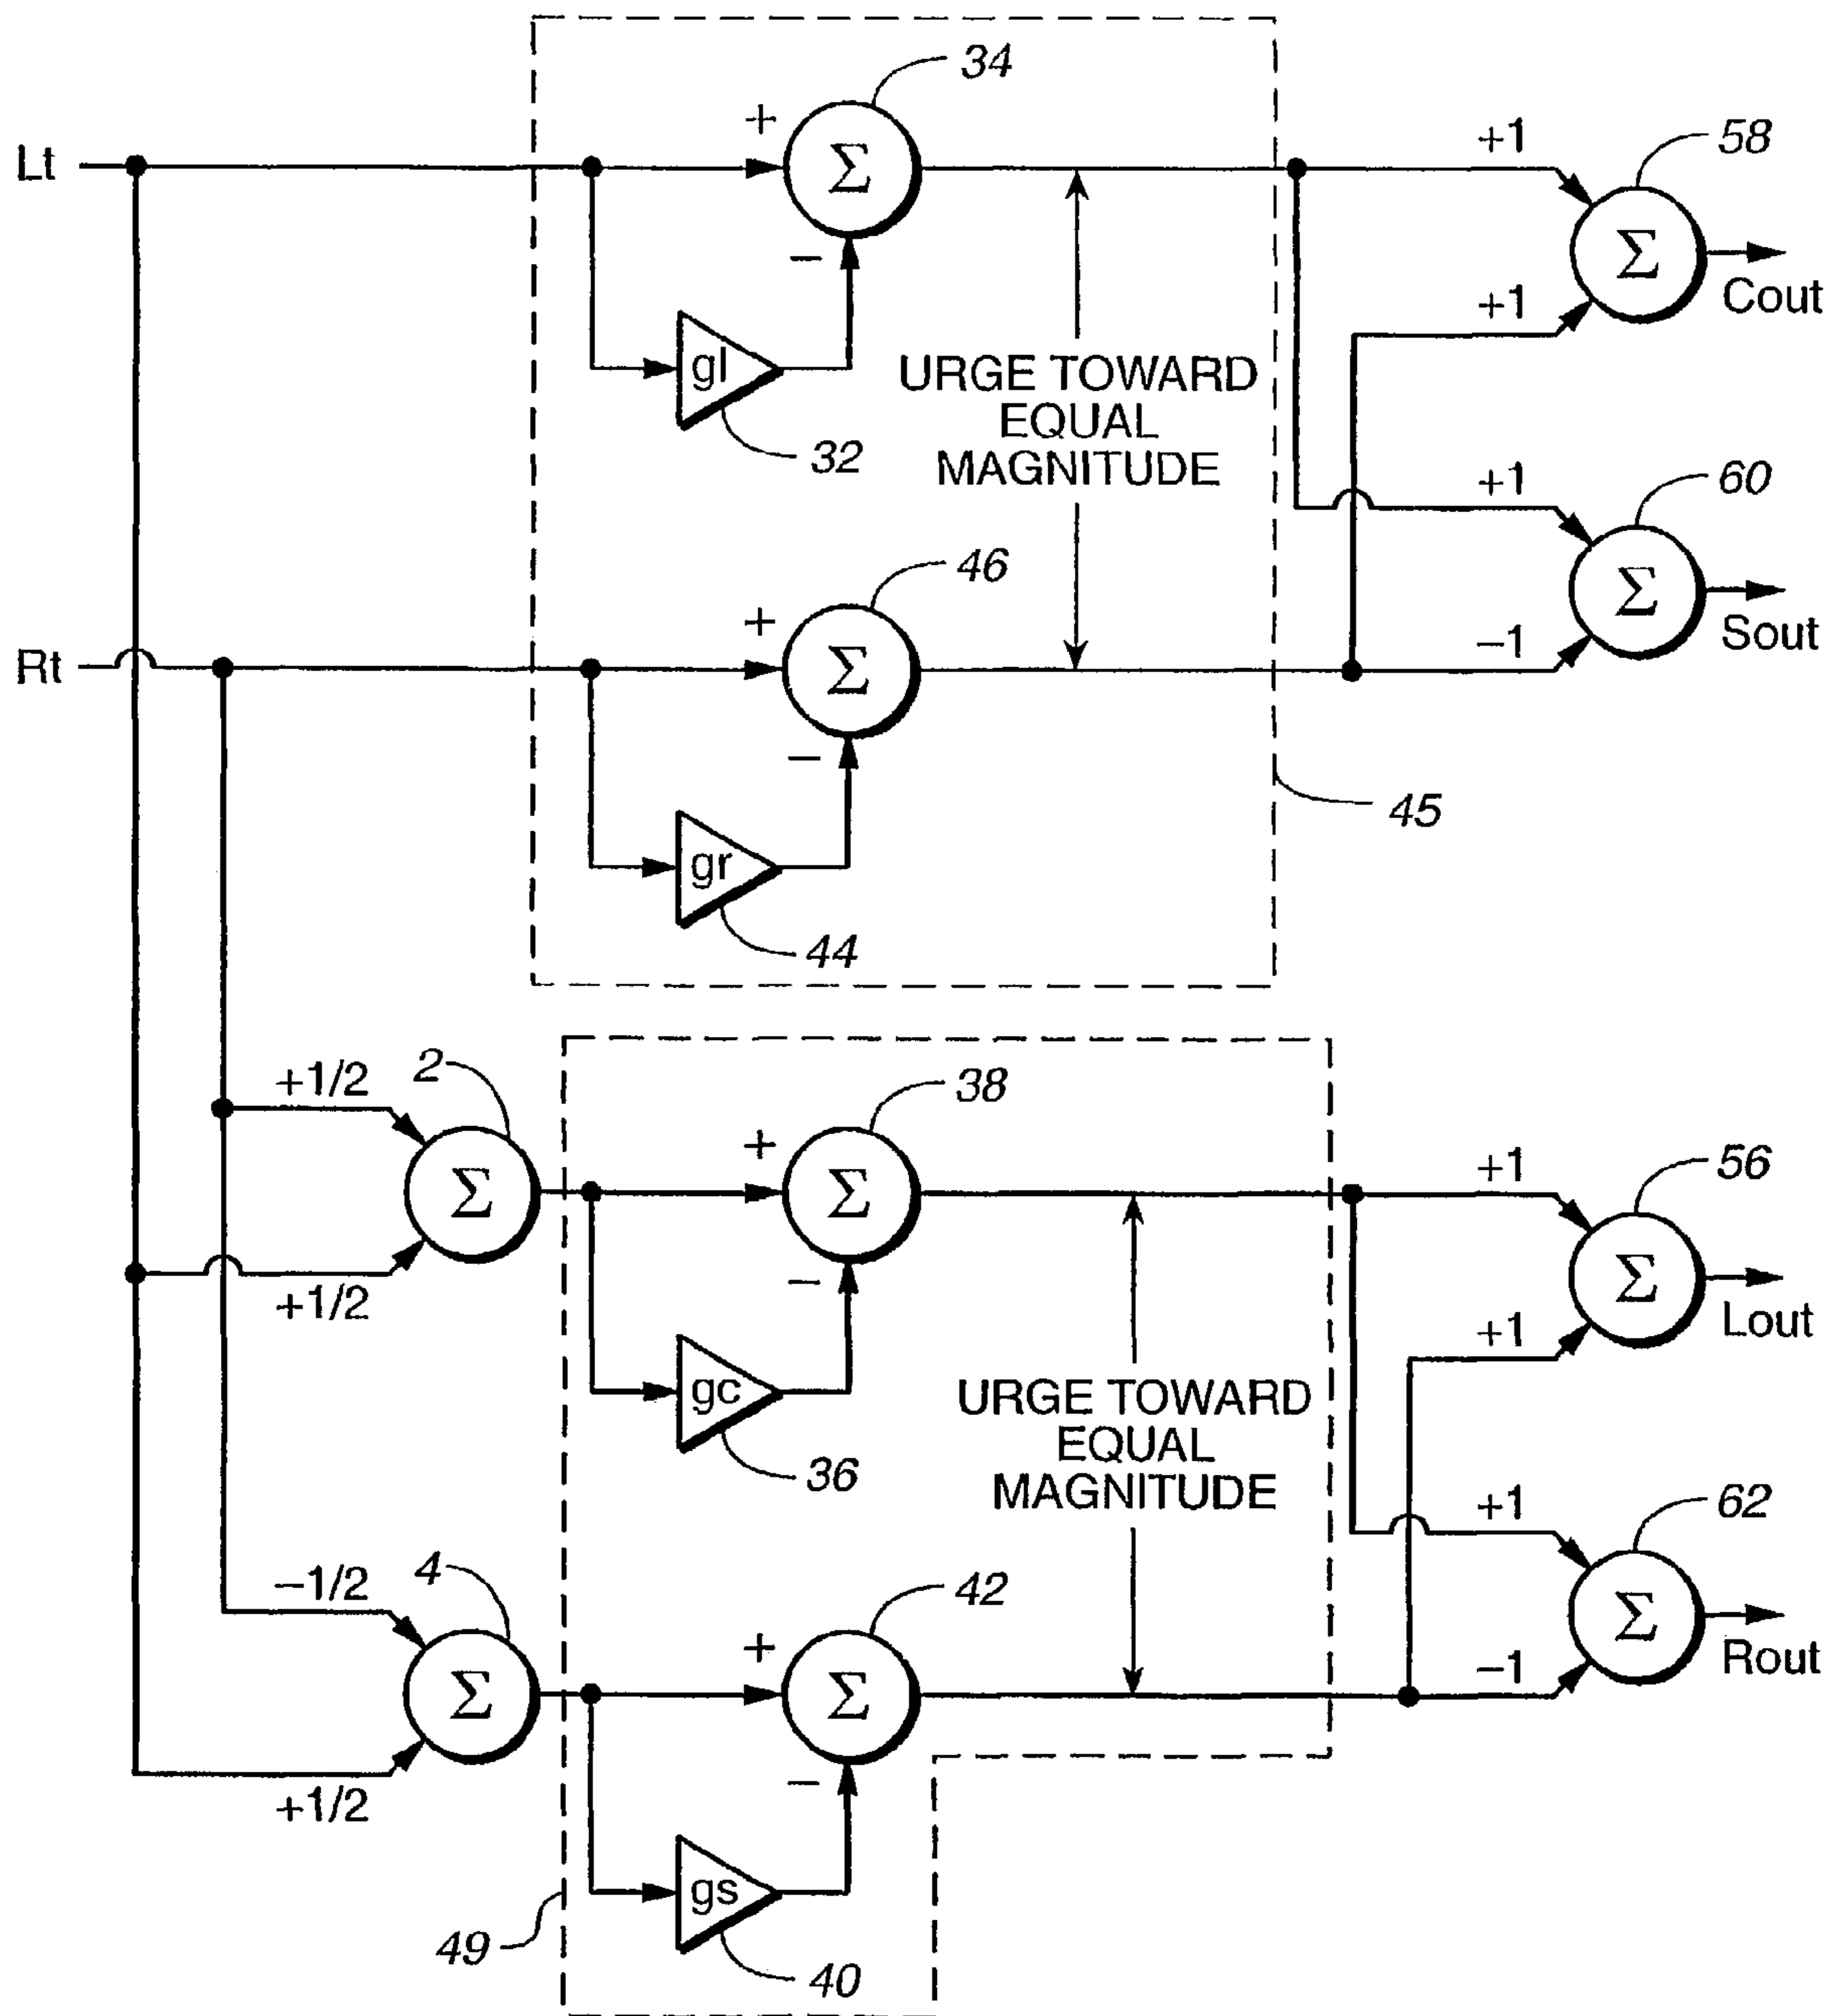 34
+
Σ
Lt
+1
58
Σ
Cout
−
gl
32
URGE TOWARD
EQUAL
MAGNITUDE
+1
+1
60
Σ
Sout
46
+
Σ
Rt
−1
−
gr
44
45
2
+1/2
Σ
+1/2
38
+
Σ
−
gc
36
URGE TOWARD
EQUAL
MAGNITUDE
+1
56
Σ
Lout
+1
+1
62
Σ
Rout
−1
4
−1/2
Σ
+1/2
42
+
Σ
−
gs
40
49